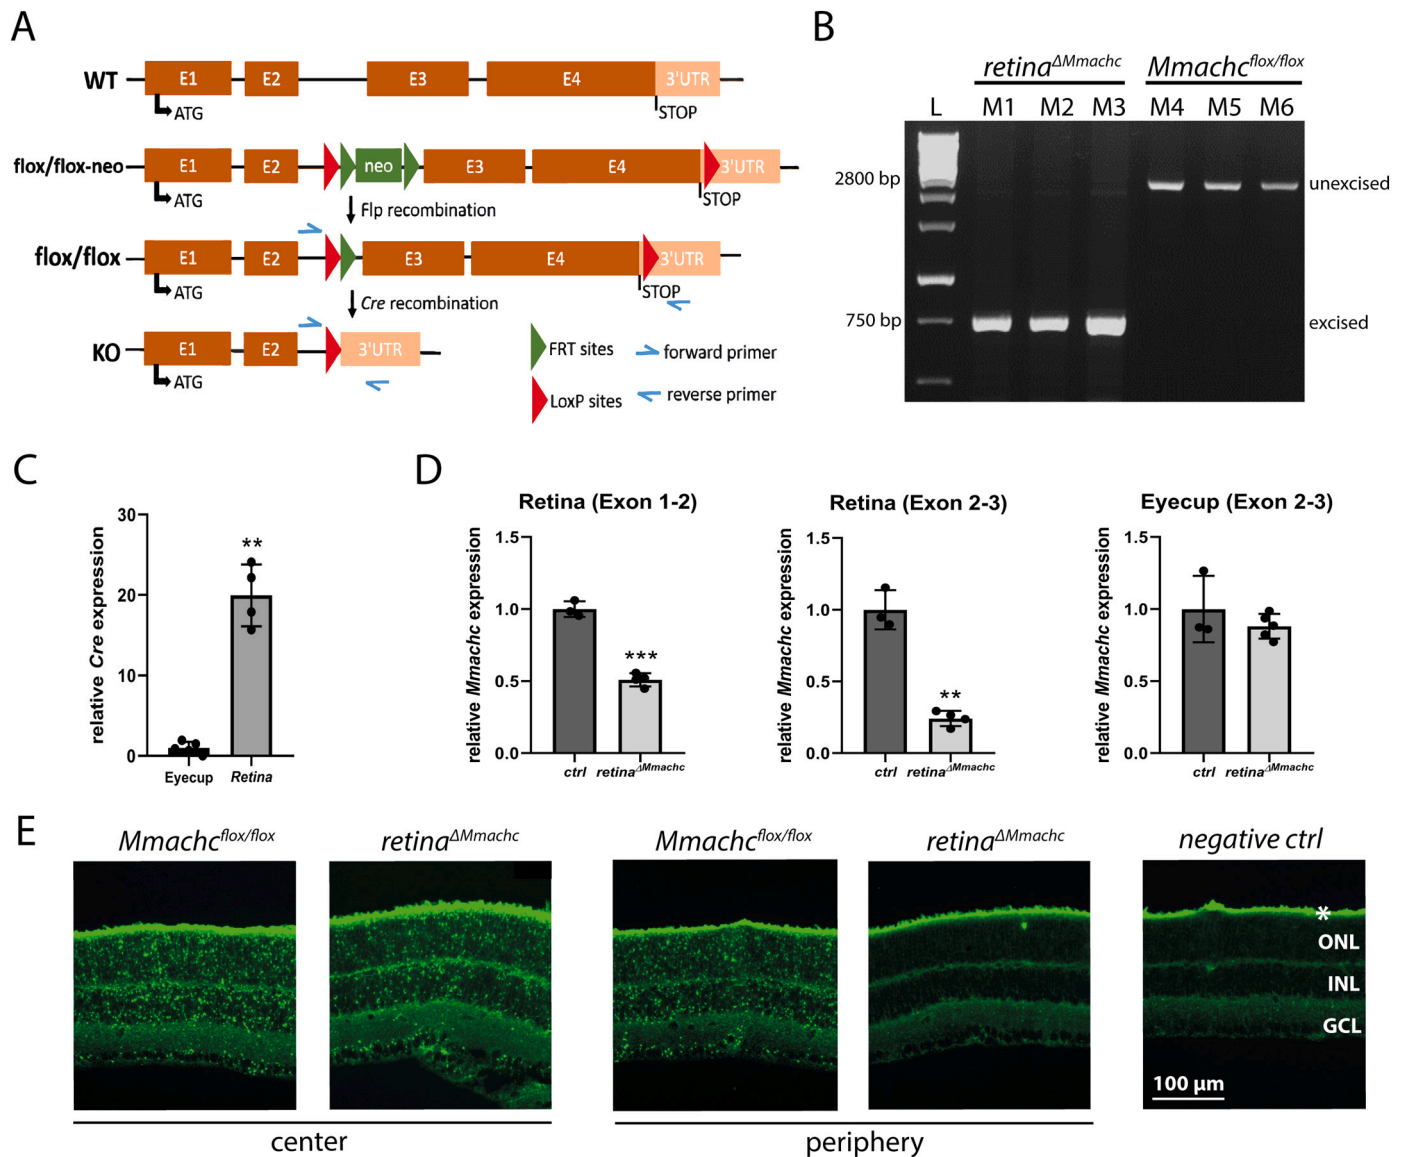 A
WT
E1
E2
E3
E4
3'UTR
ATG
STOP
flox/flox-neo
E1
E2
neo
E3
E4
3'UTR
ATG
STOP
Flp recombination
flox/flox
E1
E2
E3
E4
3'UTR
ATG
STOP
Cre recombination
KO
E1
E2
3'UTR
ATG
FRT sites
forward primer
LoxP sites
reverse primer
B
retinaΔMmachc
Mmachcflox/flox
L M1 M2 M3 M4 M5 M6
2800 bp
unexcised
750 bp
excised
C
relative Cre expression
30
20
10
0
**
Eyecup
Retina
D
Retina (Exon 1-2)
relative Mmachc expression
1.5
1.0
0.5
0.0
***
ctrl
retinaΔMmachc
Retina (Exon 2-3)
relative Mmachc expression
1.5
1.0
0.5
0.0
**
ctrl
retinaΔMmachc
Eyecup (Exon 2-3)
relative Mmachc expression
1.5
1.0
0.5
0.0
ctrl
retinaΔMmachc
E
Mmachcflox/flox
retinaΔMmachc
Mmachcflox/flox
retinaΔMmachc
negative ctrl
*
ONL
INL
GCL
100 µm
center
periphery